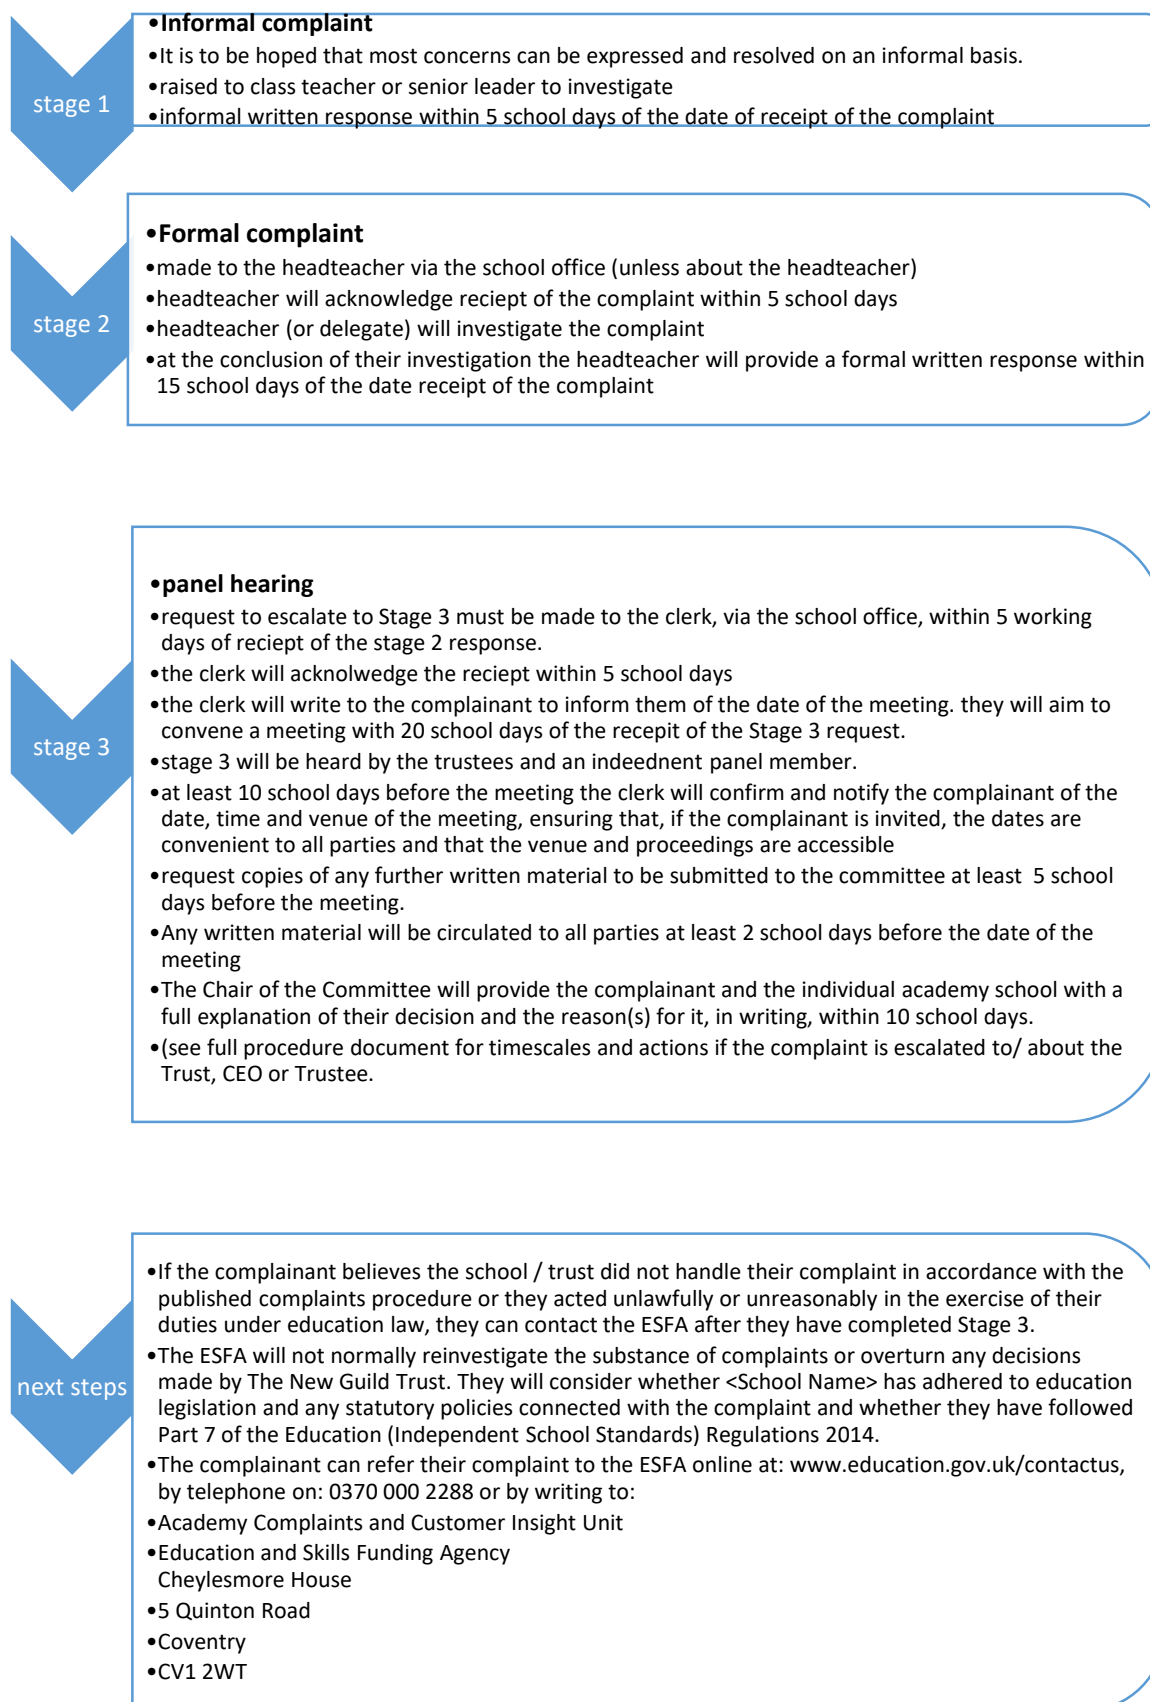 •Informal complaint
•It is to be hoped that most concerns can be expressed and resolved on an informal basis.
stage 1
•raised to class teacher or senior leader to investigate
•informal written response within 5 school days of the date of receipt of the complaint
•Formal complaint
•made to the headteacher via the school office (unless about the headteacher)
•headteacher will acknowledge reciept of the complaint within 5 school days
stage 2
•headteacher (or delegate) will investigate the complaint
•at the conclusion of their investigation the headteacher will provide a formal written response within
15 school days of the date receipt of the complaint
•panel hearing
•request to escalate to Stage 3 must be made to the clerk, via the school office, within 5 working
days of reciept of the stage 2 response.
•the clerk will acknolwedge the reciept within 5 school days
•the clerk will write to the complainant to inform them of the date of the meeting. they will aim to
convene a meeting with 20 school days of the recepit of the Stage 3 request.
stage 3
•stage 3 will be heard by the trustees and an indeednent panel member.
•at least 10 school days before the meeting the clerk will confirm and notify the complainant of the
date, time and venue of the meeting, ensuring that, if the complainant is invited, the dates are
convenient to all parties and that the venue and proceedings are accessible
•request copies of any further written material to be submitted to the committee at least  5 school
days before the meeting.
•Any written material will be circulated to all parties at least 2 school days before the date of the
meeting
•The Chair of the Committee will provide the complainant and the individual academy school with a
full explanation of their decision and the reason(s) for it, in writing, within 10 school days.
•(see full procedure document for timescales and actions if the complaint is escalated to/ about the
Trust, CEO or Trustee.
•If the complainant believes the school / trust did not handle their complaint in accordance with the
published complaints procedure or they acted unlawfully or unreasonably in the exercise of their
duties under education law, they can contact the ESFA after they have completed Stage 3.
•The ESFA will not normally reinvestigate the substance of complaints or overturn any decisions
next steps
made by The New Guild Trust. They will consider whether <School Name> has adhered to education
legislation and any statutory policies connected with the complaint and whether they have followed
Part 7 of the Education (Independent School Standards) Regulations 2014.
•The complainant can refer their complaint to the ESFA online at: www.education.gov.uk/contactus,
by telephone on: 0370 000 2288 or by writing to:
•Academy Complaints and Customer Insight Unit
•Education and Skills Funding Agency
Cheylesmore House
•5 Quinton Road
•Coventry
•CV1 2WT